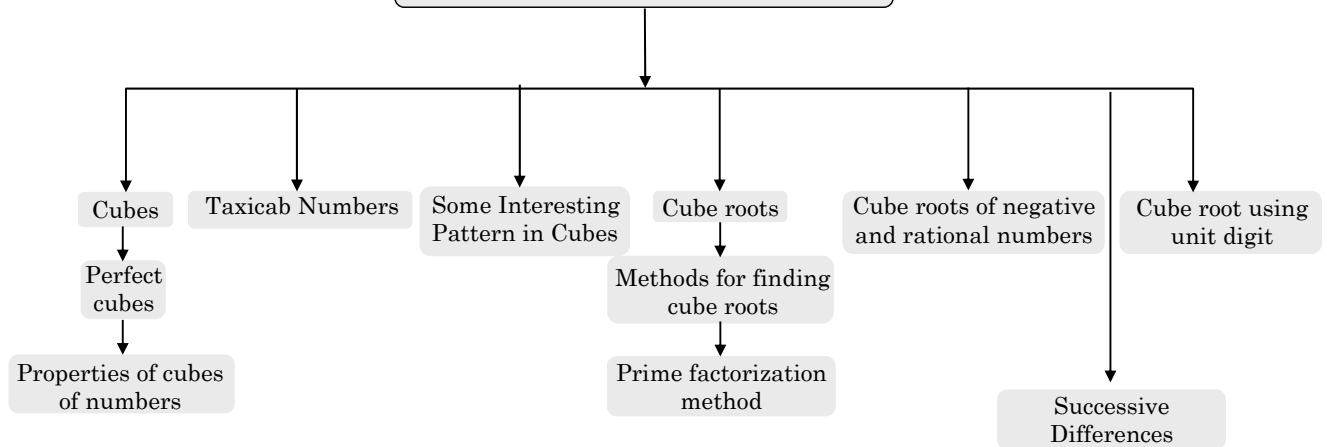 Cubes
Perfect
cubes
Properties of cubes
of numbers
Taxicab Numbers
Some Interesting
Pattern in Cubes
Cube roots
Methods for finding
cube roots
Prime factorization
method
Cube roots of negative
and rational numbers
Successive
Differences
Cube root using
unit digit